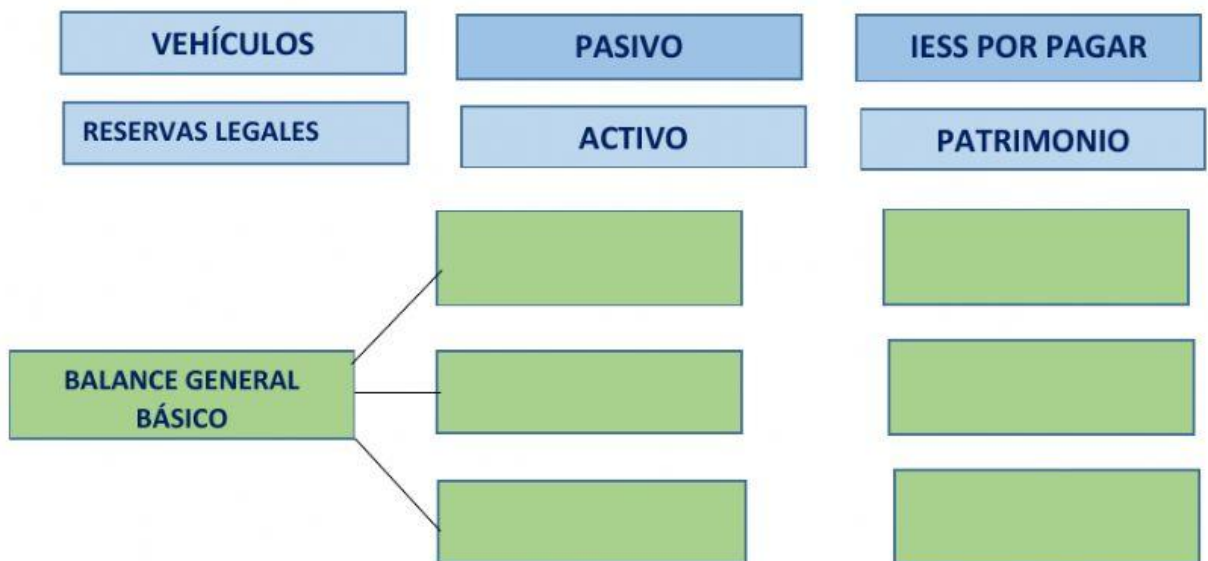 VEHÍCULOS
PASIVO
IESS POR PAGAR
RESERVAS LEGALES
ACTIVO
PATRIMONIO
BALANCE GENERAL
BÁSICO